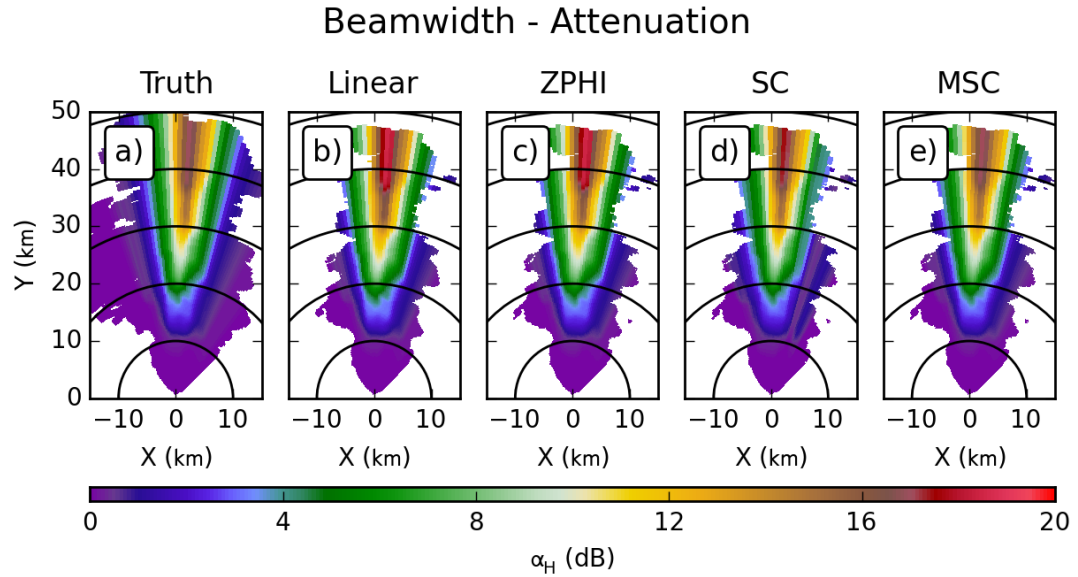 Beamwidth - Attenuation
Truth Linear ZPHI SC MSC
a) b) c) d) e)
50
40
30
20
10
0
Y (km)
−10 0 10 −10 0 10 −10 0 10 −10 0 10 −10 0 10
X (km) X (km) X (km) X (km) X (km)
0 4 8 12 16 20
α_H (dB)